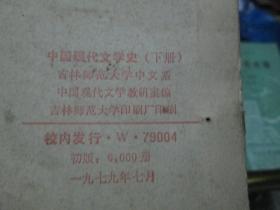 中国现代文学史（下册）
吉林师范大学中文系
中国现代文学教研室编
吉林师范大学印刷厂印刷
校内发行·W·79004
初版：6,000册
一九七九年七月